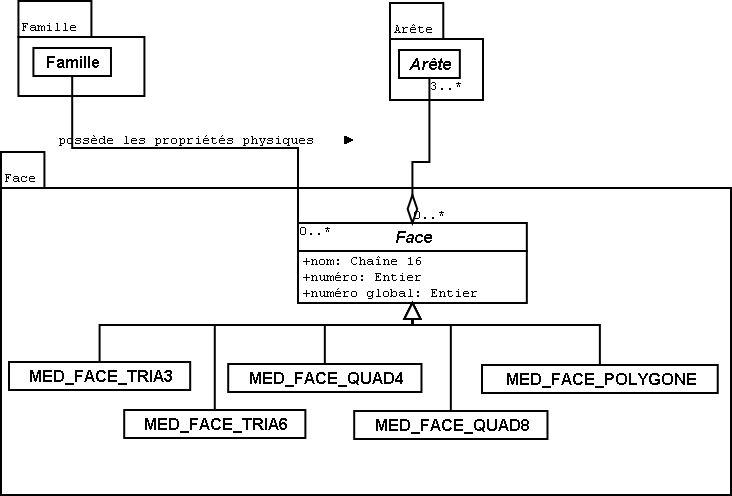 Famille
Famille
Arête
Arête
3..*
possède les propriétés physiques
Face
0..*
0..*
Face
+nom: Chaîne 16
+numéro: Entier
+numéro global: Entier
MED_FACE_TRIA3
MED_FACE_QUAD4
MED_FACE_POLYGONE
MED_FACE_TRIA6
MED_FACE_QUAD8